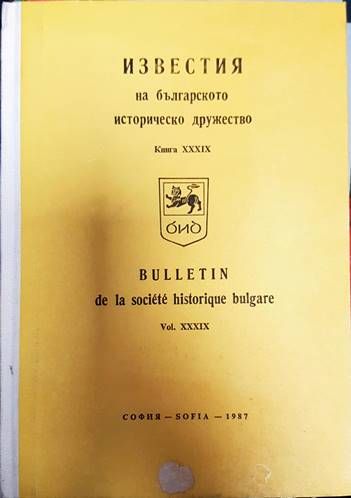 ИЗВЕСТИЯ
на българското
историческо дружество
Книга XXXIX
бид
BULLETIN
de la société historique bulgare
Vol. XXXIX
СОФИЯ — SOFIA — 1987